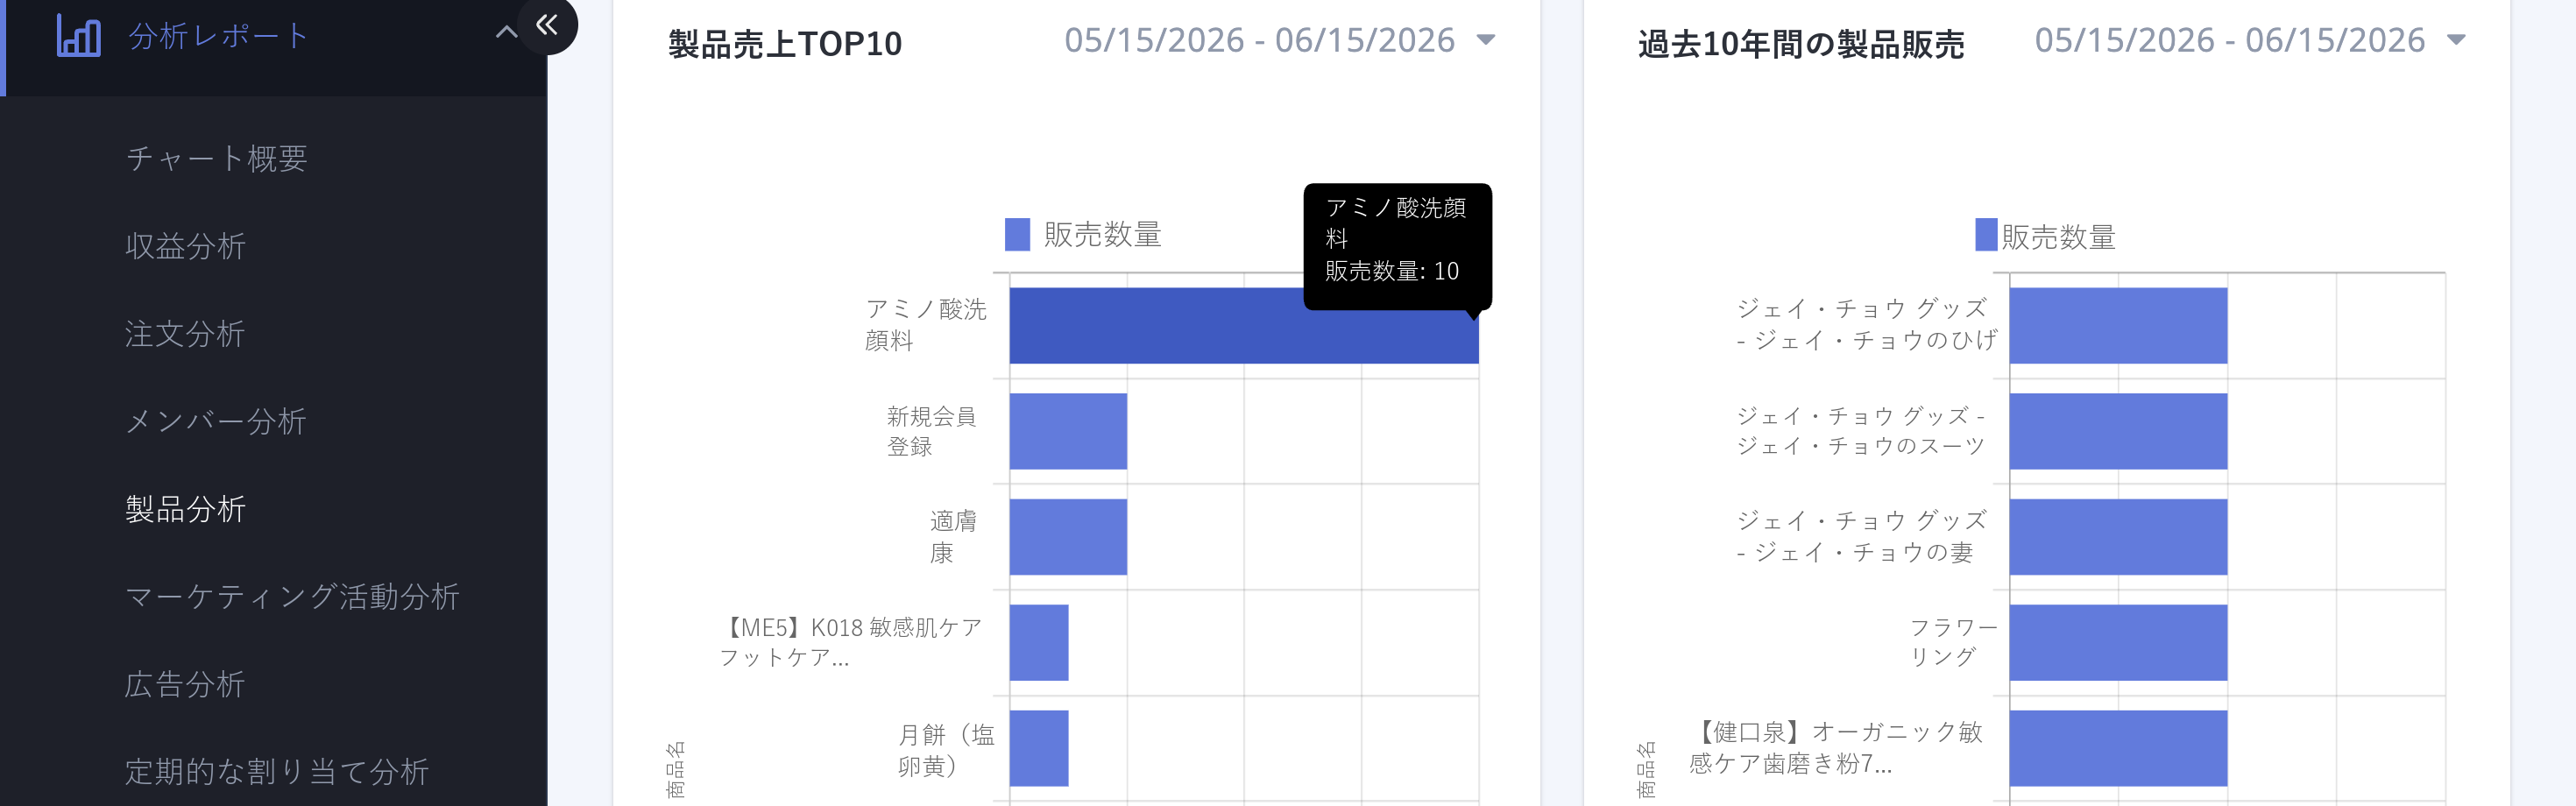 分析レポート
チャート概要
収益分析
注文分析
メンバー分析
製品分析
マーケティング活動分析
広告分析
定期的な割り当て分析
製品売上TOP10
05/15/2026 - 06/15/2026
販売数量
アミノ酸洗顔
料
販売数量: 10
アミノ酸洗
顔料
新規会員
登録
適膚
康
【ME5】K018 敏感肌ケア
フットケア...
月餅（塩
卵黄）
商品名
過去10年間の製品販売
05/15/2026 - 06/15/2026
販売数量
ジェイ・チョウ グッズ
- ジェイ・チョウのひげ
ジェイ・チョウ グッズ -
ジェイ・チョウのスーツ
ジェイ・チョウ グッズ
- ジェイ・チョウの妻
フラワー
リング
【健口泉】オーガニック敏
感ケア歯磨き粉7...
商品名